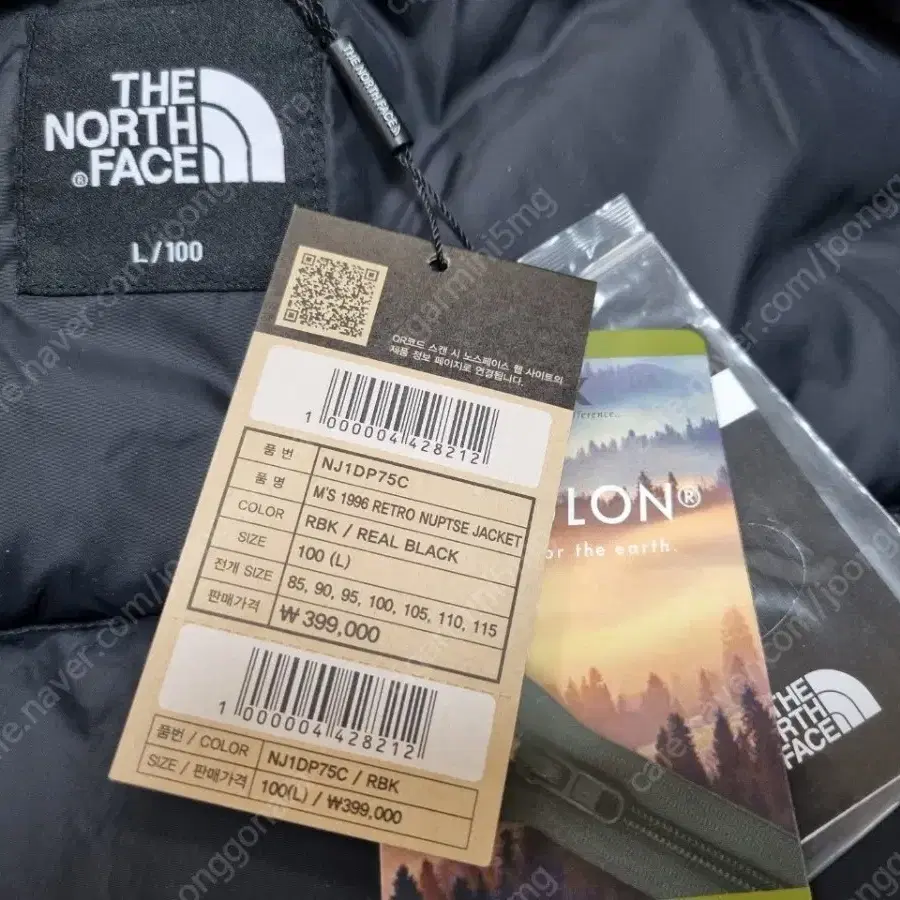 THE
NORTH
FACE
L/100
THE NORTH FACE
QR코드 스캔 시 노스페이스 웹 사이트의
제품 정보 페이지로 연결됩니다.
1 000004 428212
품 번 NJ1DP75C
품 명 M'S 1996 RETRO NUPTSE JACKET
COLOR RBK / REAL BLACK
SIZE 100 (L)
전개 SIZE 85, 90, 95, 100, 105, 110, 115
판매가격 ₩399,000
1 000004 428212
품번 / COLOR NJ1DP75C / RBK
SIZE / 판매가격 100(L) / ₩399,000
LON®
for the earth.
THE
NORTH
FACE
cafe.naver.com/joonggonarmi5mg